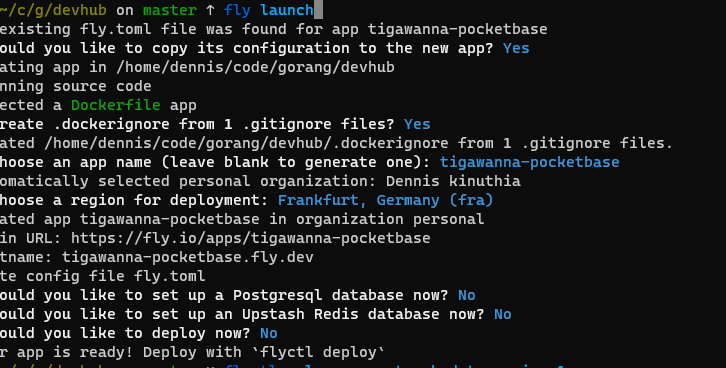 ~/c/g/devhub on master ↑ fly launch
existing fly.toml file was found for app tigawanna-pocketbase
ould you like to copy its configuration to the new app? Yes
ating app in /home/dennis/code/gorang/devhub
nning source code
ected a Dockerfile app
reate .dockerignore from 1 .gitignore files? Yes
ated /home/dennis/code/gorang/devhub/.dockerignore from 1 .gitignore files.
hoose an app name (leave blank to generate one): tigawanna-pocketbase
omatically selected personal organization: Dennis kinuthia
hoose a region for deployment: Frankfurt, Germany (fra)
ated app tigawanna-pocketbase in organization personal
in URL: https://fly.io/apps/tigawanna-pocketbase
tname: tigawanna-pocketbase.fly.dev
te config file fly.toml
ould you like to set up a Postgresql database now? No
ould you like to set up an Upstash Redis database now? No
ould you like to deploy now? No
r app is ready! Deploy with `flyctl deploy`